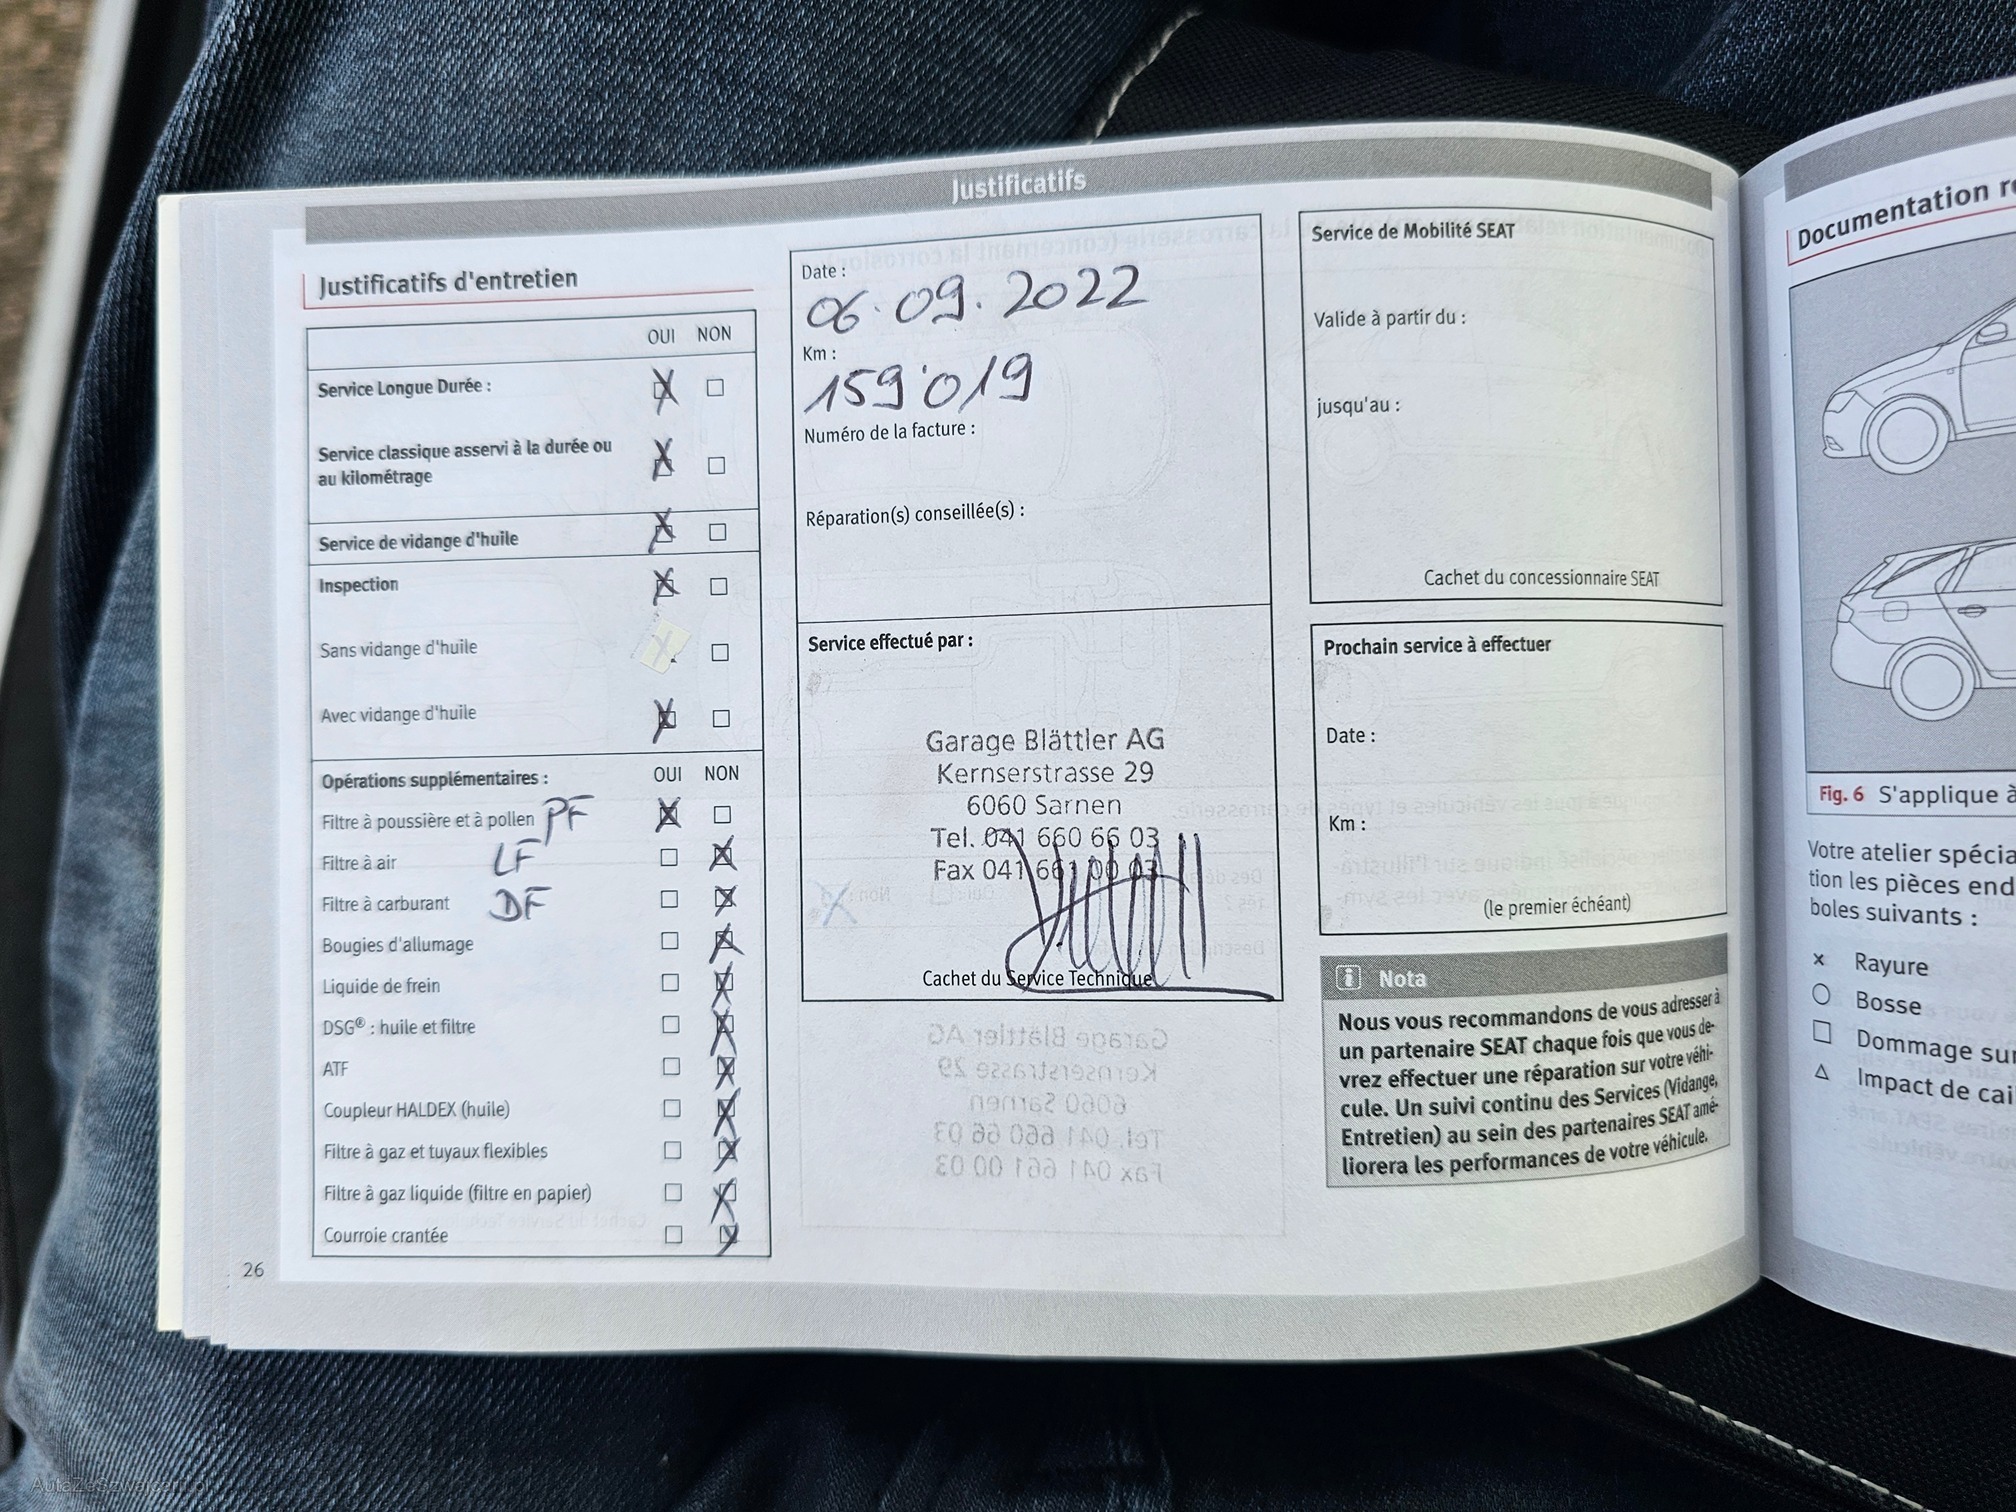 Justificatifs
Justificatifs d'entretien
OUI NON
Service Longue Durée :
Service classique asservi à la durée ou
au kilométrage
Service de vidange d'huile
Inspection
Sans vidange d'huile
Avec vidange d'huile
Opérations supplémentaires : OUI NON
Filtre à poussière et à pollen PF
Filtre à air LF
Filtre à carburant DF
Bougies d'allumage
Liquide de frein
DSG® : huile et filtre
ATF
Coupleur HALDEX (huile)
Filtre à gaz et tuyaux flexibles
Filtre à gaz liquide (filtre en papier)
Courroie crantée
26
Date :
06.09.2022
Km :
159'019
Numéro de la facture :
Réparation(s) conseillée(s) :
Service effectué par :
Garage Blättler AG
Kernserstrasse 29
6060 Sarnen
Tel. 041 660 66 03
Fax 041 661 00 03
Cachet du Service Technique
Service de Mobilité SEAT
Valide à partir du :
jusqu'au :
Cachet du concessionnaire SEAT
Prochain service à effectuer
Date :
Km :
(le premier échéant)
i Nota
Nous vous recommandons de vous adresser à
un partenaire SEAT chaque fois que vous de-
vrez effectuer une réparation sur votre véhi-
cule. Un suivi continu des Services (Vidange,
Entretien) au sein des partenaires SEAT amé-
liorera les performances de votre véhicule.
Documentation
Fig. 6 S'applique à
Votre atelier
tion les pièces
boles suivants :
x Rayure
Bosse
Dommage
Impact de
AutaZeSzwajcarii.pl